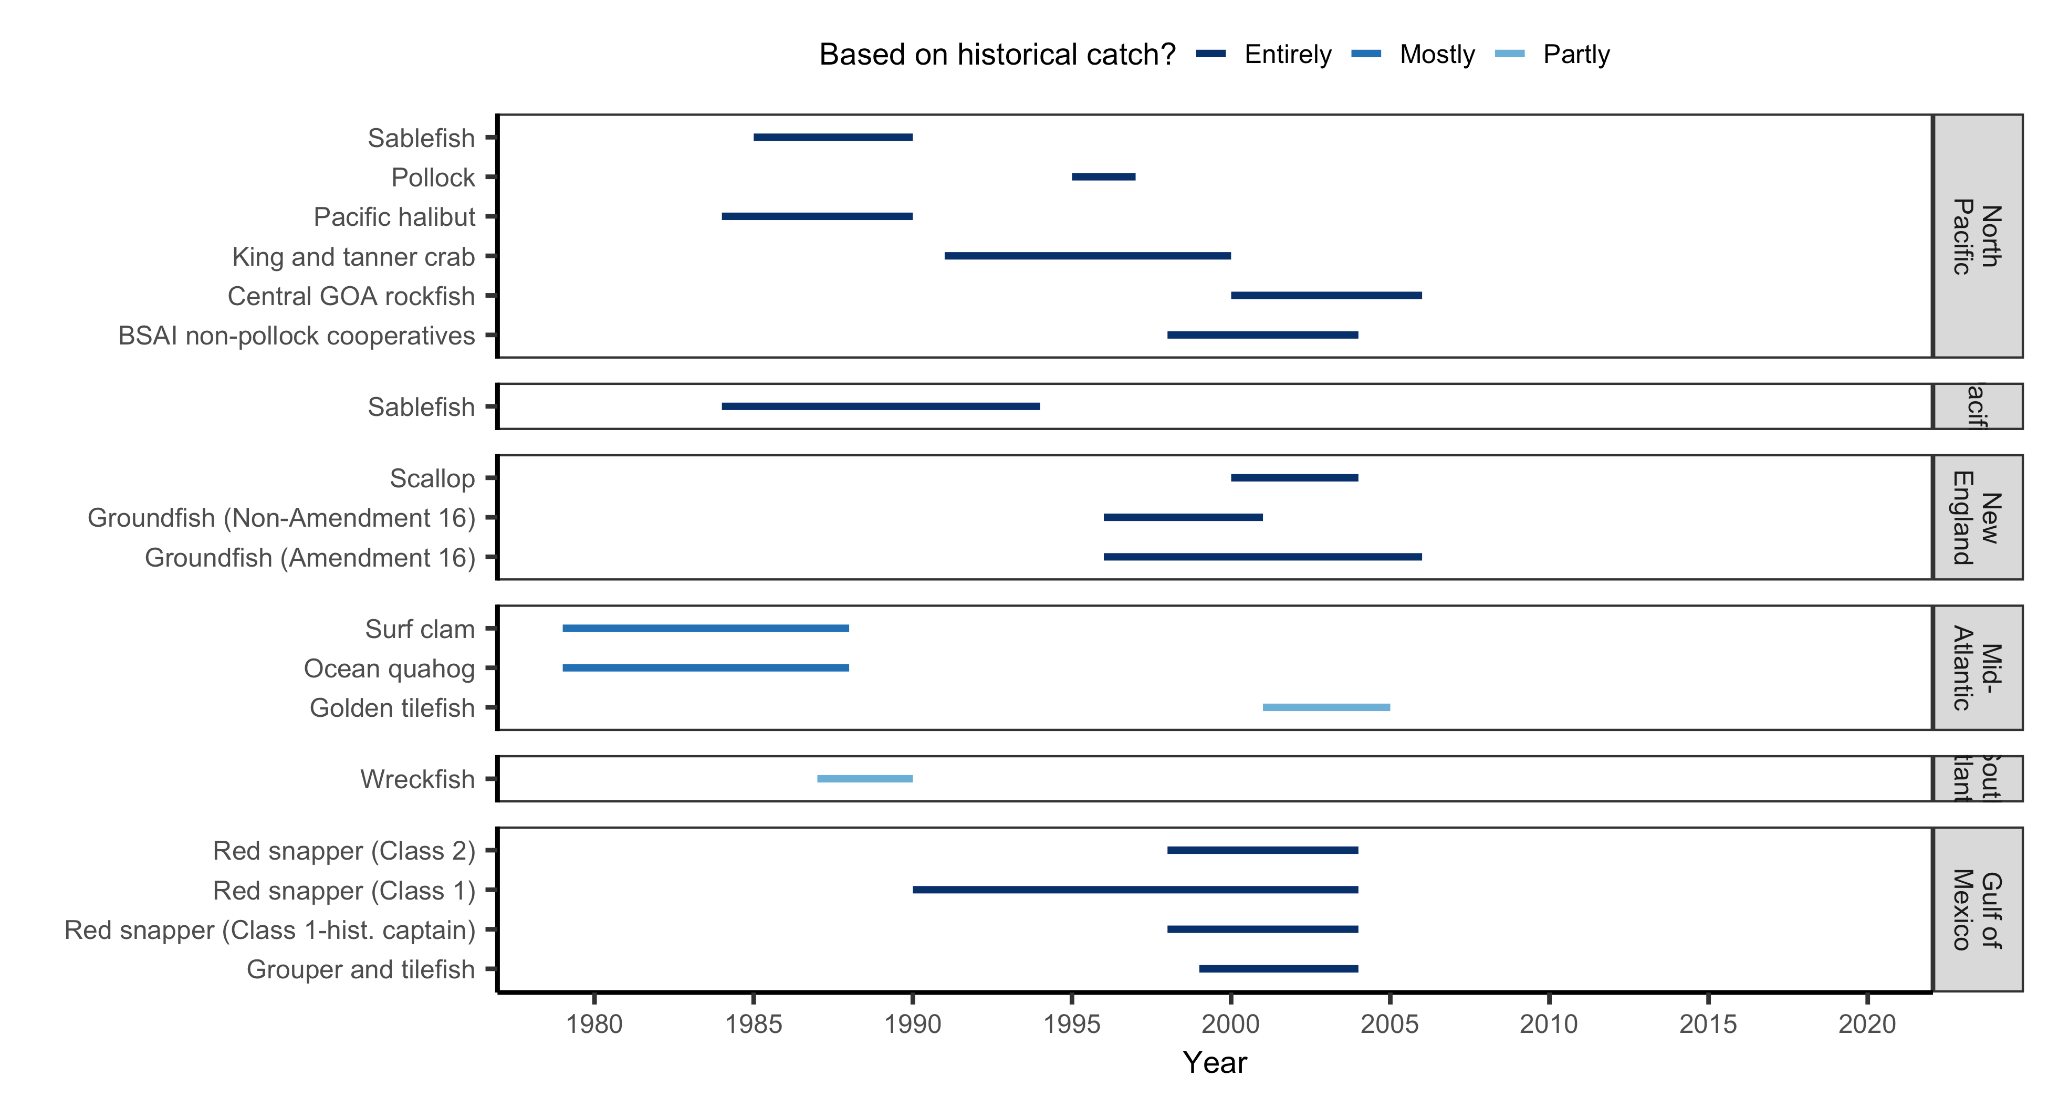 Based on historical catch? Entirely Mostly Partly
Sablefish
Pollock
Pacific halibut
King and tanner crab
Central GOA rockfish
BSAI non-pollock cooperatives
North
Pacific
Sablefish
Scallop
Groundfish (Non-Amendment 16)
Groundfish (Amendment 16)
New
England
Surf clam
Ocean quahog
Golden tilefish
Mid-
Atlantic
Wreckfish
Red snapper (Class 2)
Red snapper (Class 1)
Red snapper (Class 1-hist. captain)
Grouper and tilefish
Gulf of
Mexico
1980 1985 1990 1995 2000 2005 2010 2015 2020
Year